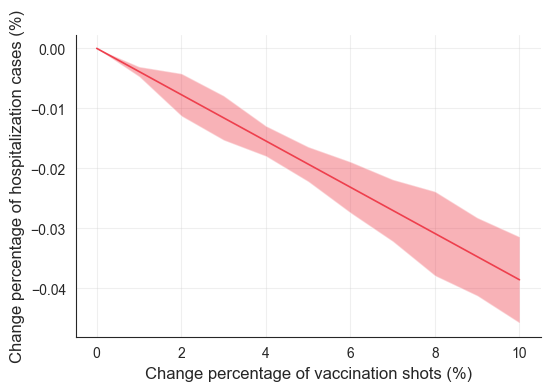 Change percentage of hospitalization cases (%)
0.00
−0.01
−0.02
−0.03
−0.04
0 2 4 6 8 10
Change percentage of vaccination shots (%)